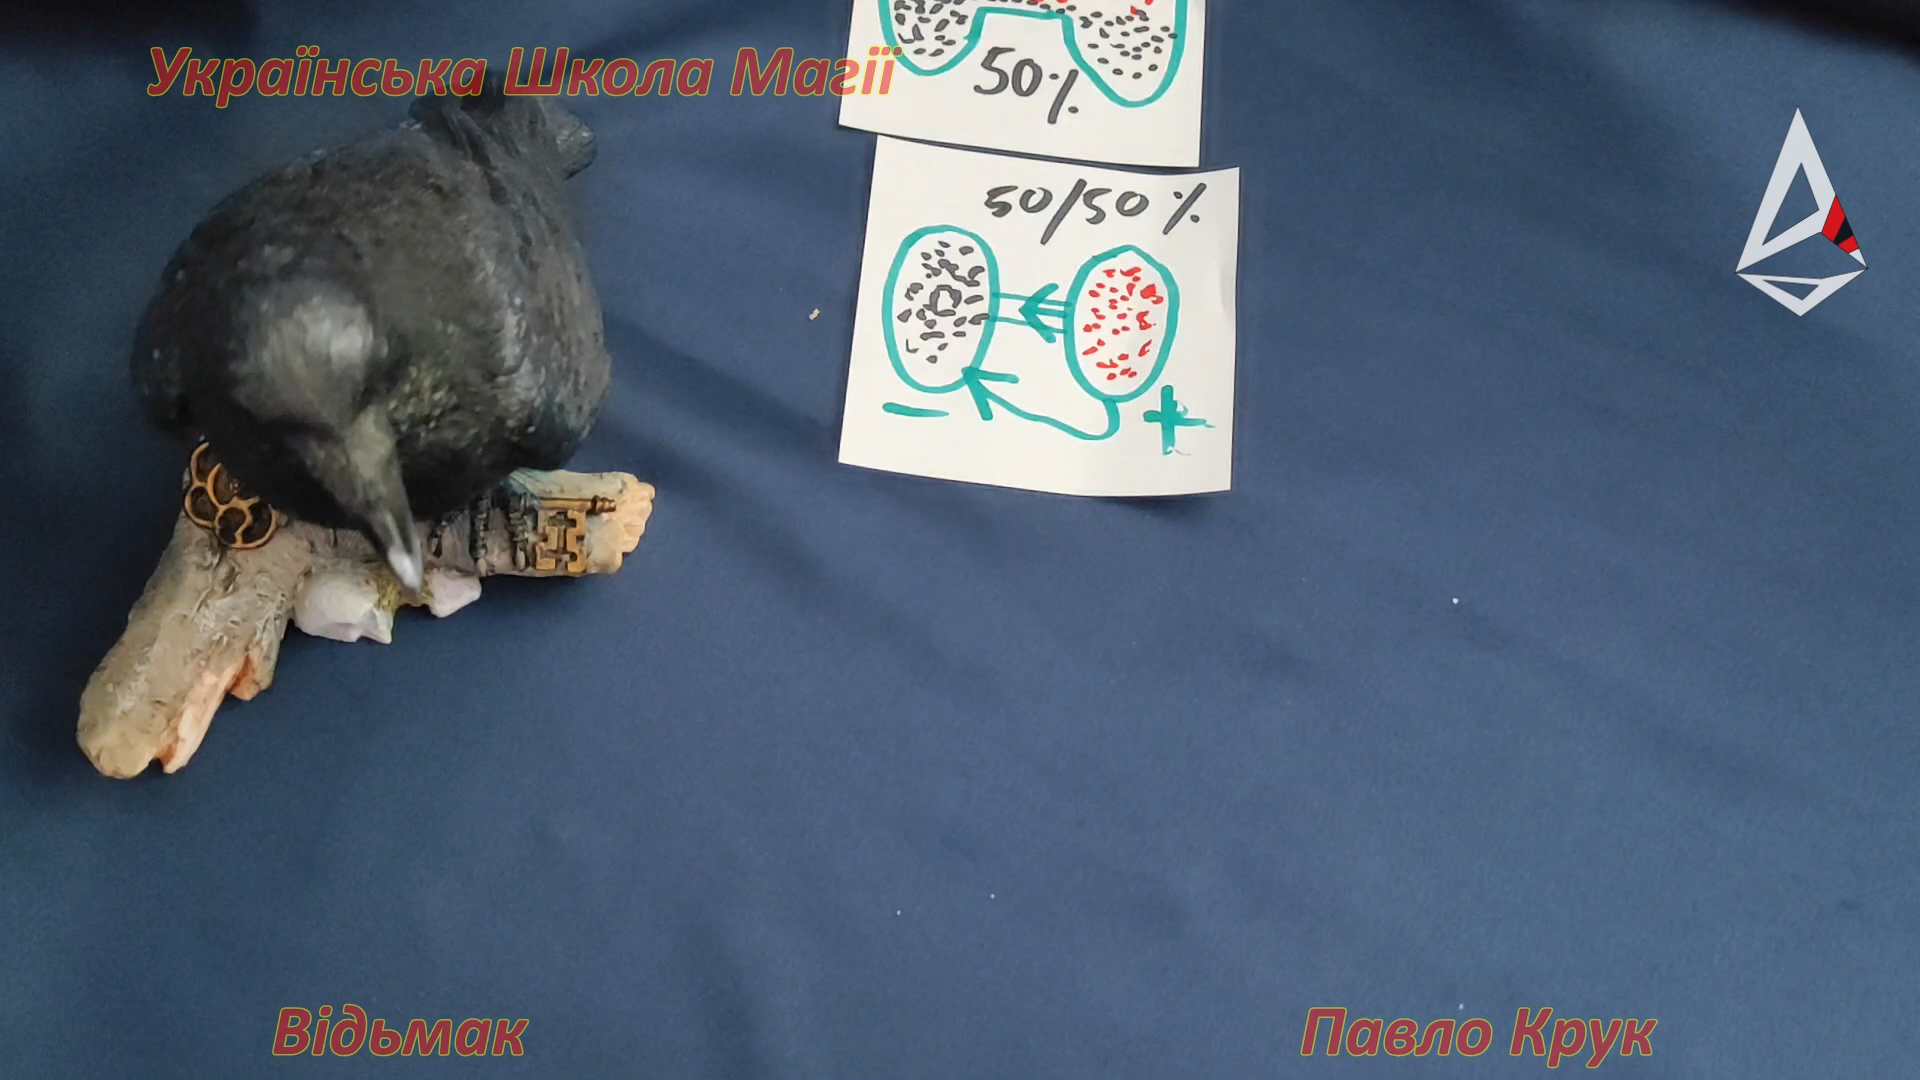 Українська Школа Магії
50%
50/50 %
- +
Відьмак
Павло Крук